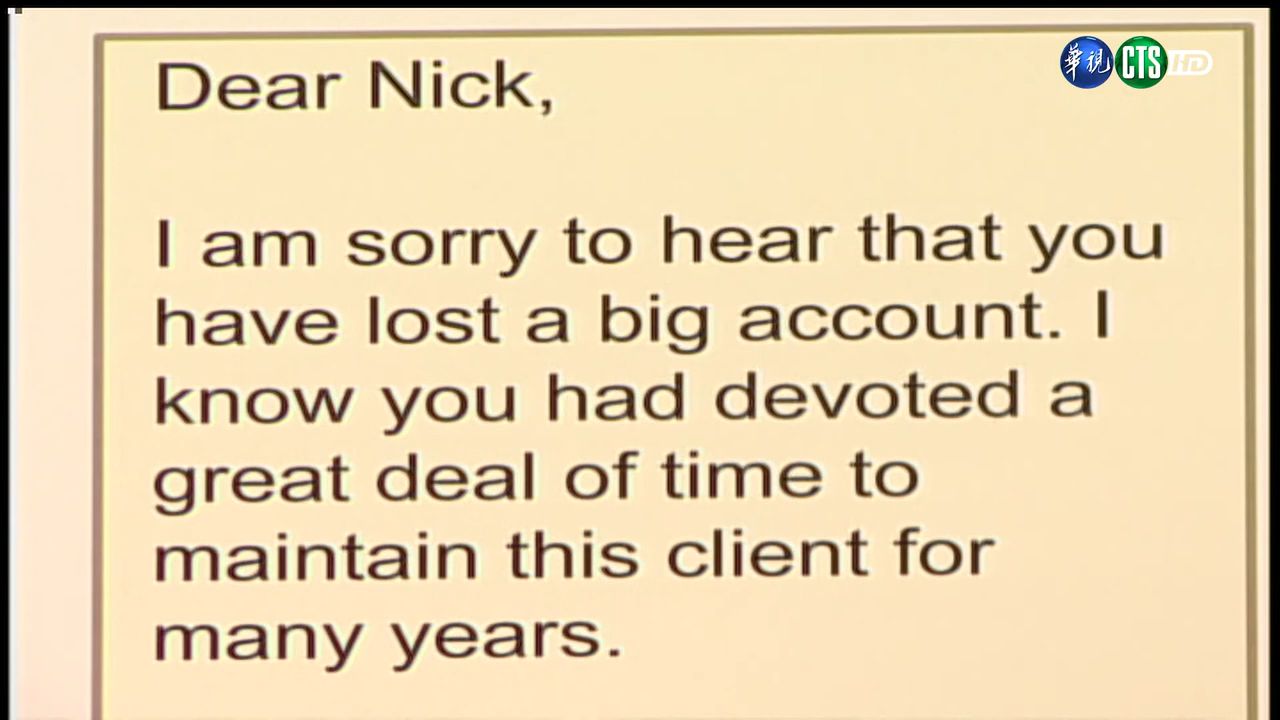 華視 CTS HD
Dear Nick,
I am sorry to hear that you
have lost a big account. I
know you had devoted a
great deal of time to
maintain this client for
many years.